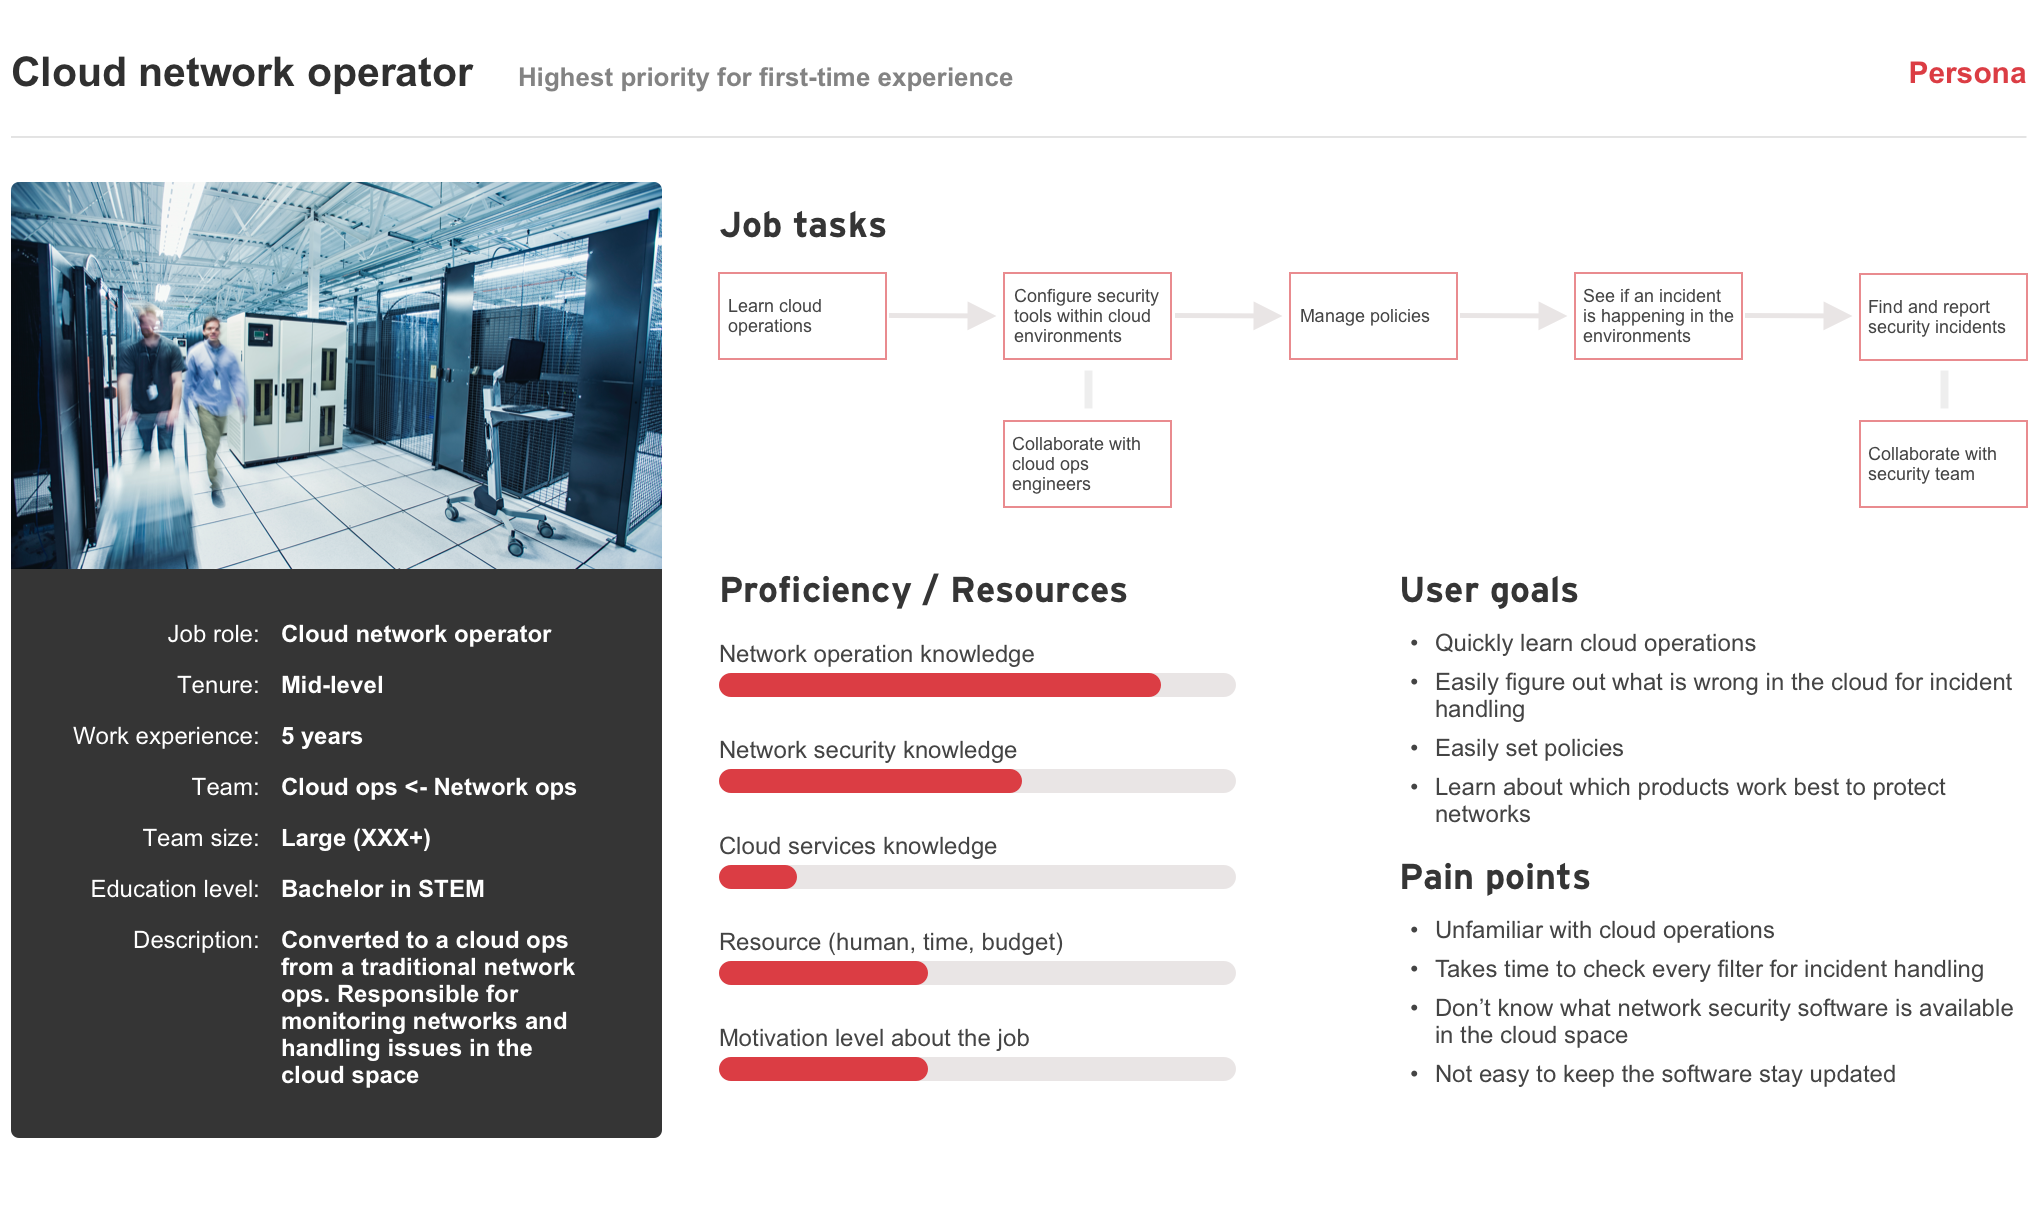 Cloud network operator
Highest priority for first-time experience
Persona
Job role: Cloud network operator
Tenure: Mid-level
Work experience: 5 years
Team: Cloud ops <- Network ops
Team size: Large (XXX+)
Education level: Bachelor in STEM
Description: Converted to a cloud ops
from a traditional network
ops. Responsible for
monitoring networks and
handling issues in the
cloud space
Job tasks
Learn cloud
operations
Configure security
tools within cloud
environments
Manage policies
See if an incident
is happening in the
environments
Find and report
security incidents
Collaborate with
cloud ops
engineers
Collaborate with
security team
Proficiency / Resources
Network operation knowledge
Network security knowledge
Cloud services knowledge
Resource (human, time, budget)
Motivation level about the job
User goals
• Quickly learn cloud operations
• Easily figure out what is wrong in the cloud for incident
handling
• Easily set policies
• Learn about which products work best to protect
networks
Pain points
• Unfamiliar with cloud operations
• Takes time to check every filter for incident handling
• Don’t know what network security software is available
in the cloud space
• Not easy to keep the software stay updated